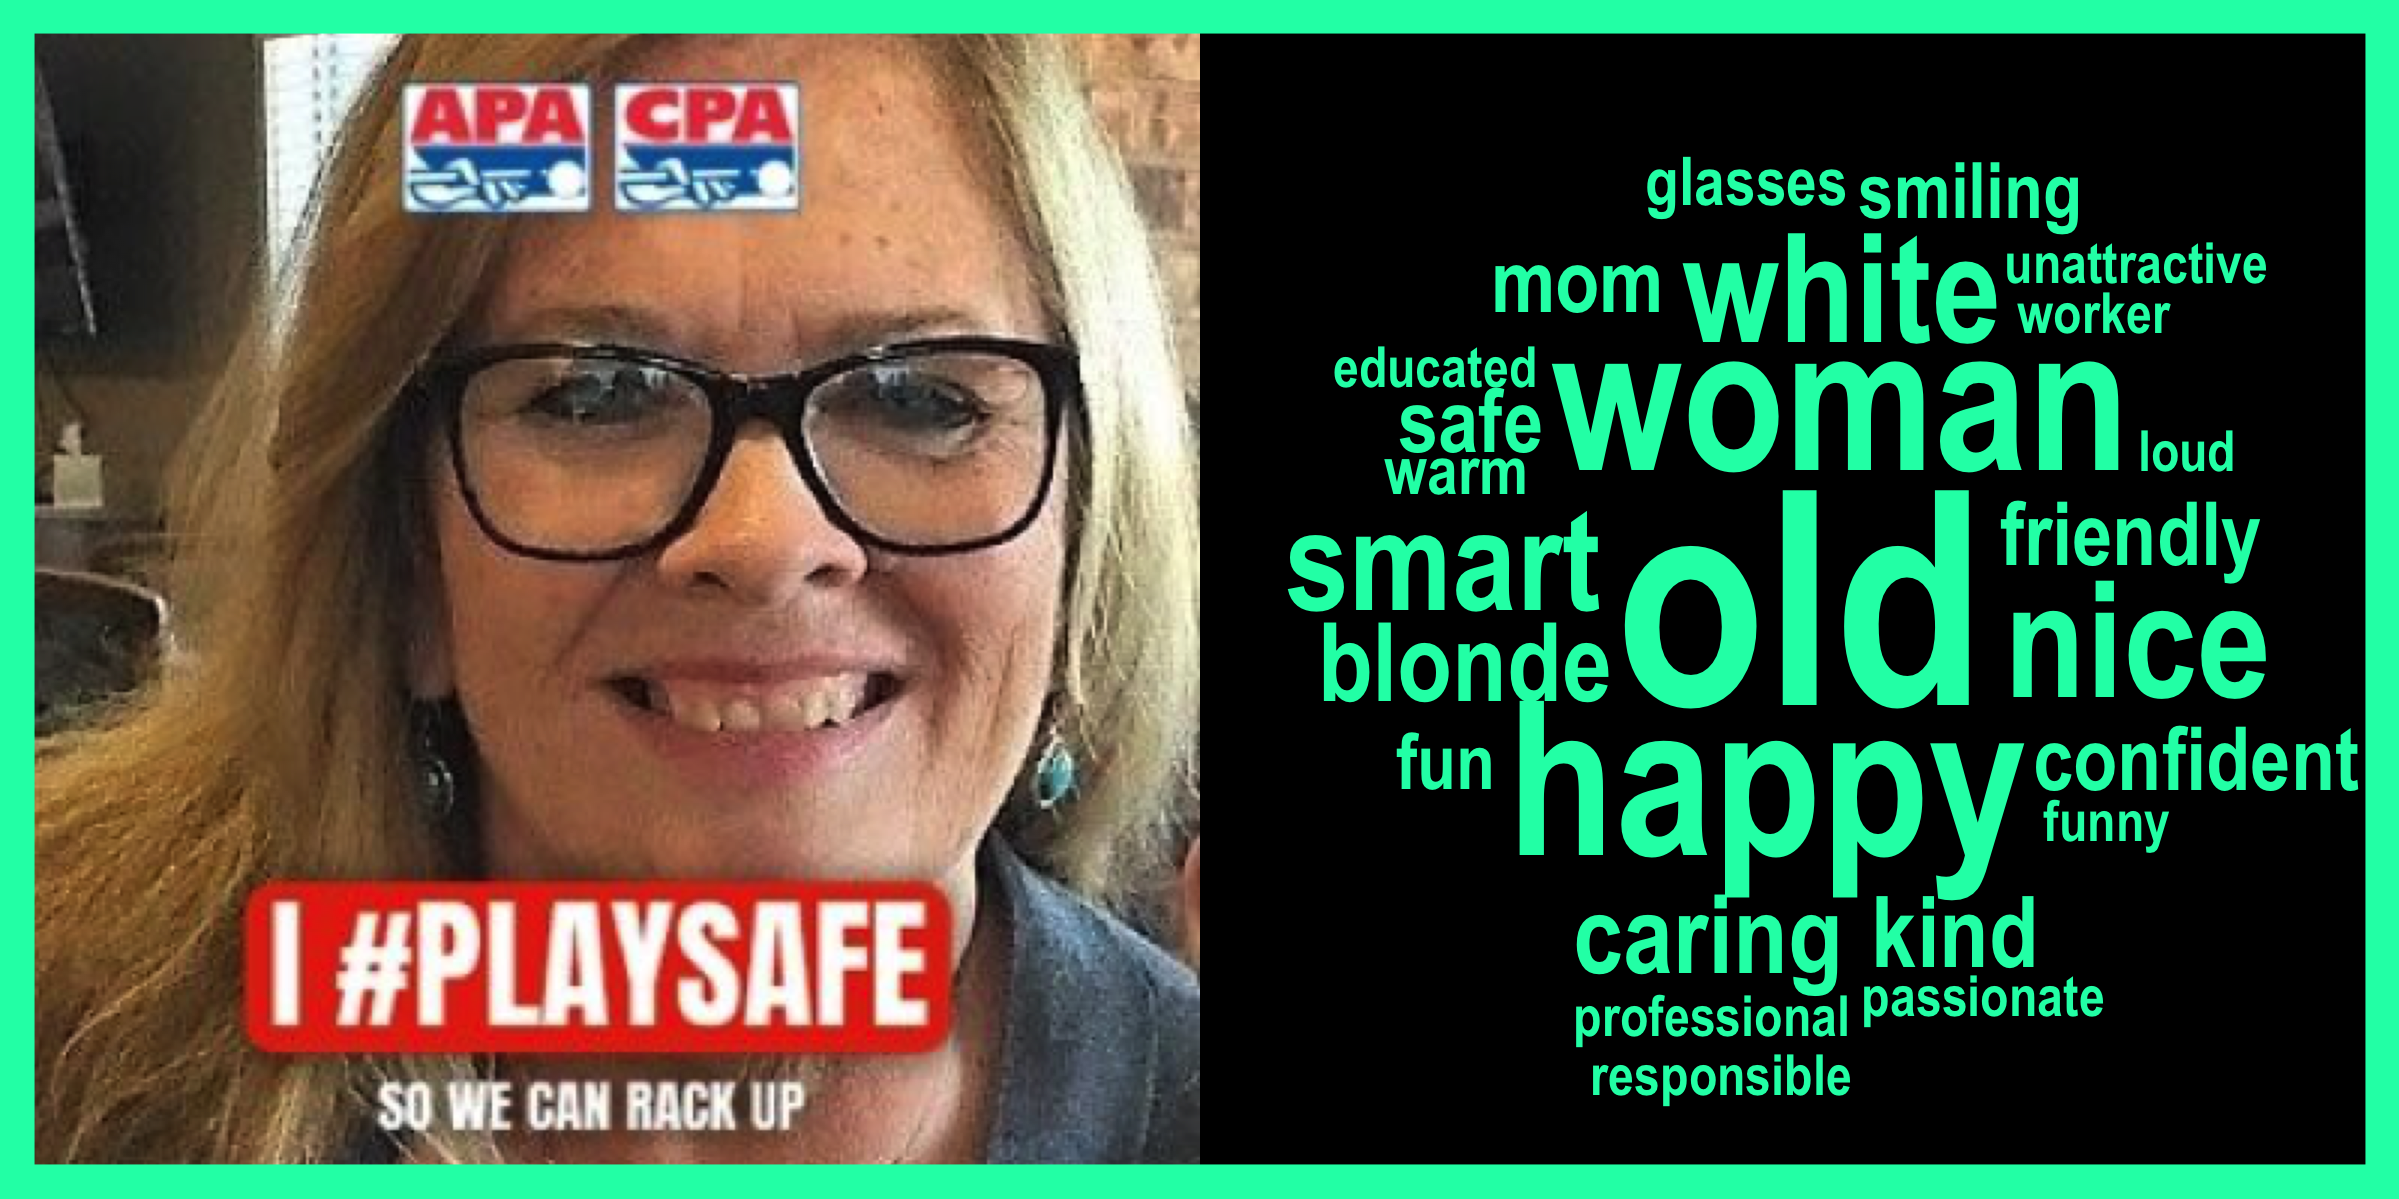 APA CPA
I #PLAYSAFE
SO WE CAN RACK UP
glasses smiling
mom white unattractive
worker
educated
safe woman loud
warm
smart old friendly
blonde nice
fun happy confident
funny
caring kind
professional passionate
responsible